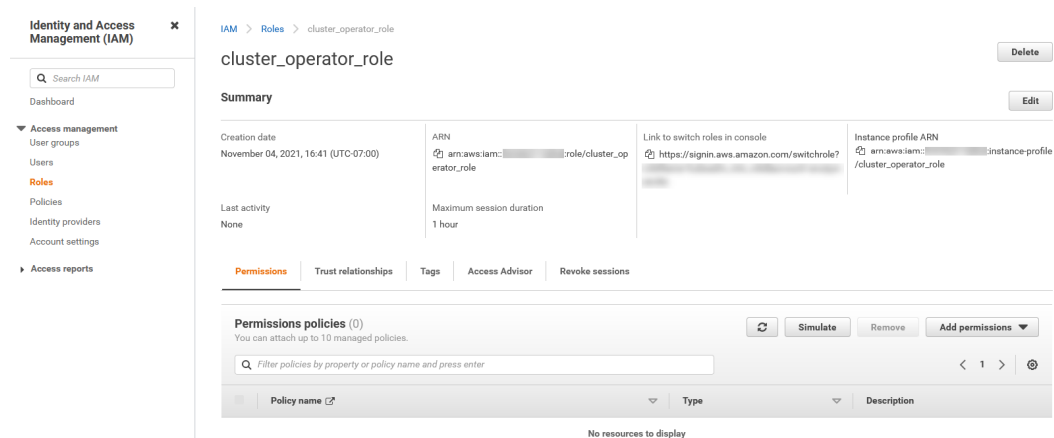 Identity and Access
Management (IAM)
Search IAM
Dashboard
Access management
User groups
Users
Roles
Policies
Identity providers
Account settings
Access reports
IAM > Roles > cluster_operator_role
cluster_operator_role
Delete
Summary
Edit
Creation date
November 04, 2021, 16:41 (UTC-07:00)
ARN
arn:aws:iam:: :role/cluster_op
erator_role
Link to switch roles in console
https://signin.aws.amazon.com/switchrole?
Instance profile ARN
arn:aws:iam:: :instance-profile
/cluster_operator_role
Last activity
None
Maximum session duration
1 hour
Permissions Trust relationships Tags Access Advisor Revoke sessions
Permissions policies (0)
You can attach up to 10 managed policies.
Simulate Remove Add permissions
Filter policies by property or policy name and press enter
< 1 >
Policy name Type Description
No resources to display